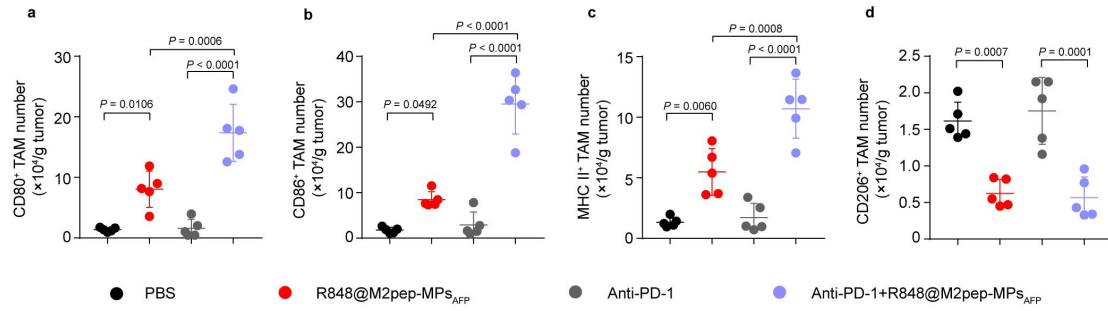 a
CD80⁺ TAM number
(×10⁴/g tumor)
30
20
10
0
P = 0.0006
P < 0.0001
P = 0.0106
b
CD86⁺ TAM number
(×10⁴/g tumor)
40
30
20
10
0
P < 0.0001
P < 0.0001
P = 0.0492
c
MHC II⁺ TAM number
(×10⁴/g tumor)
15
10
5
0
P = 0.0008
P < 0.0001
P = 0.0060
d
CD206⁺ TAM number
(×10⁴/g tumor)
2.5
2.0
1.5
1.0
0.5
0
P = 0.0007
P = 0.0001
PBS
R848@M2pep-MPs_AFP
Anti-PD-1
Anti-PD-1+R848@M2pep-MPs_AFP